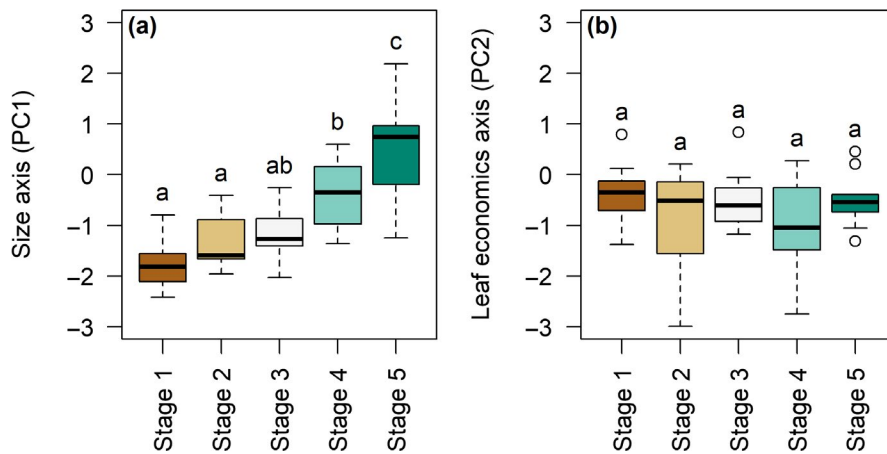 (a)
Size axis (PC1)
3
2
1
0
−1
−2
−3
a
a
ab
b
c
Stage 1
Stage 2
Stage 3
Stage 4
Stage 5
(b)
Leaf economics axis (PC2)
3
2
1
0
−1
−2
−3
a
a
a
a
a
Stage 1
Stage 2
Stage 3
Stage 4
Stage 5